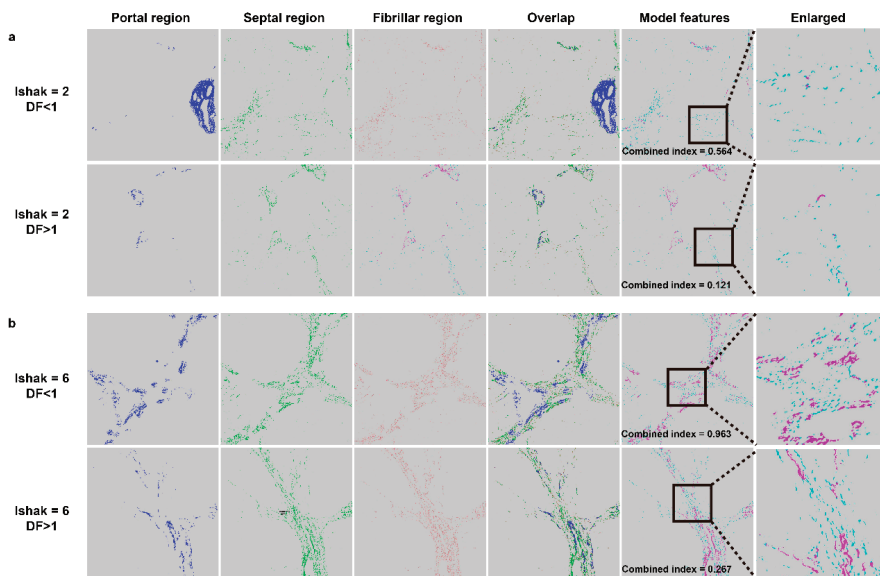 Portal region Septal region Fibrillar region Overlap Model features Enlarged
a
Ishak = 2
DF<1
Combined index = 0.564
Ishak = 2
DF>1
Combined index = 0.121
b
Ishak = 6
DF<1
Combined index = 0.963
Ishak = 6
DF>1
Combined index = 0.267